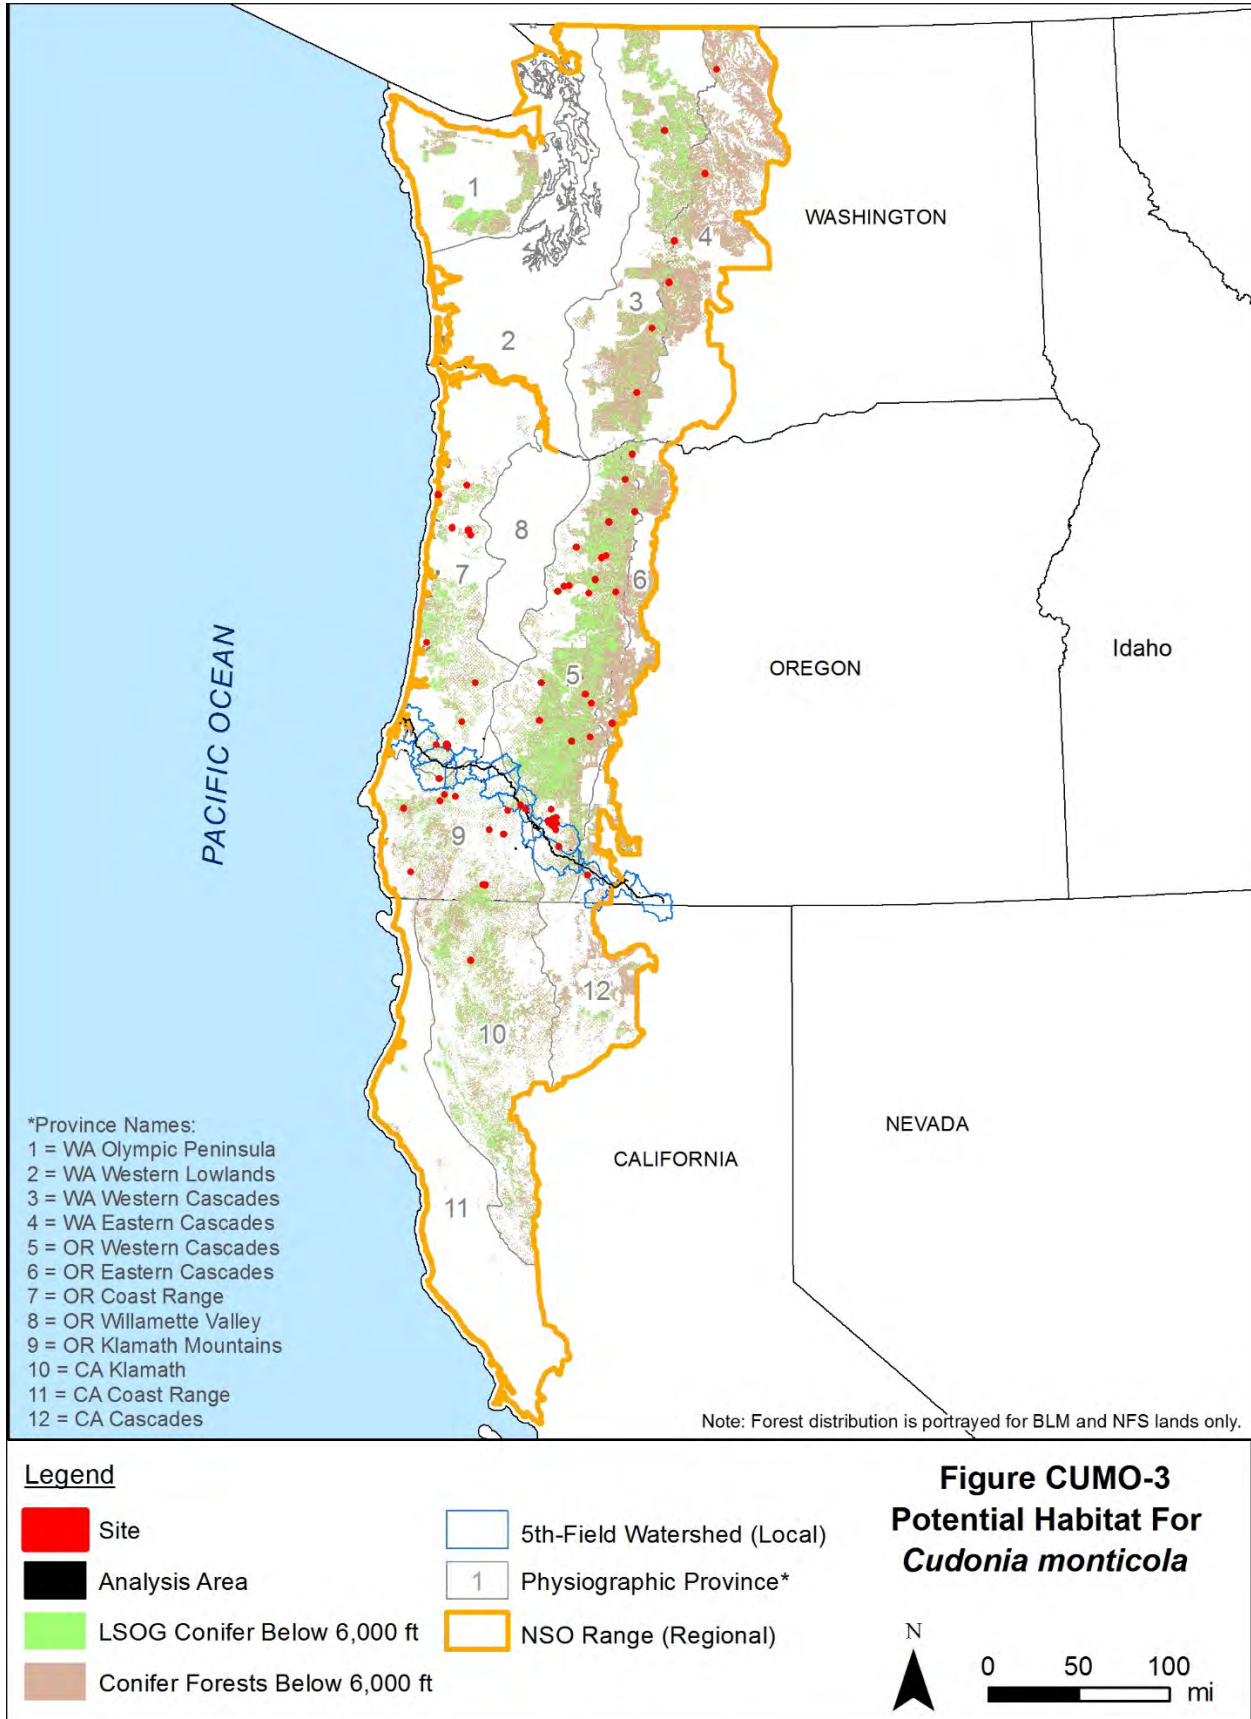 WASHINGTON
1
4
3
2
8
7
6
OREGON
Idaho
5
PACIFIC OCEAN
9
12
10
NEVADA
CALIFORNIA
11
*Province Names:
1 = WA Olympic Peninsula
2 = WA Western Lowlands
3 = WA Western Cascades
4 = WA Eastern Cascades
5 = OR Western Cascades
6 = OR Eastern Cascades
7 = OR Coast Range
8 = OR Willamette Valley
9 = OR Klamath Mountains
10 = CA Klamath
11 = CA Coast Range
12 = CA Cascades
Note: Forest distribution is portrayed for BLM and NFS lands only.
Legend
Site
Analysis Area
LSOG Conifer Below 6,000 ft
Conifer Forests Below 6,000 ft
5th-Field Watershed (Local)
1 Physiographic Province*
NSO Range (Regional)
Figure CUMO-3
Potential Habitat For
Cudonia monticola
N
0 50 100
mi